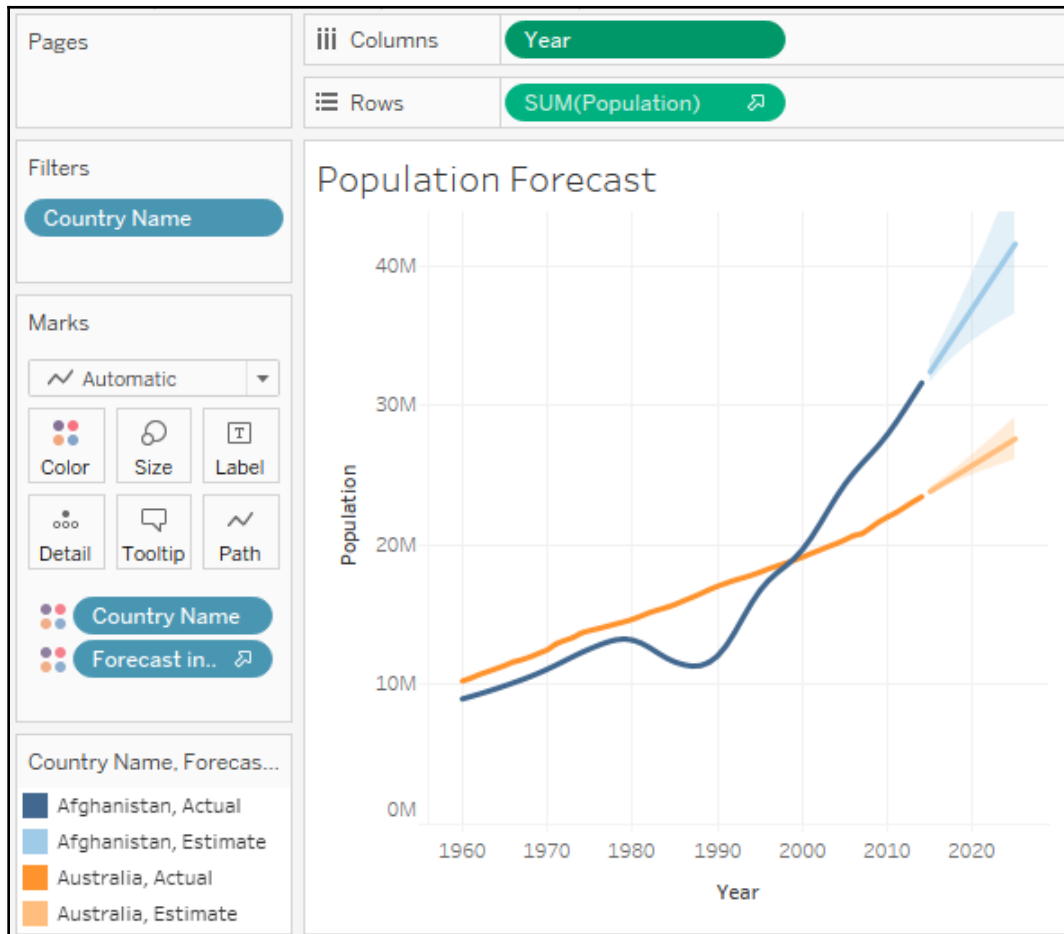 Pages
Columns
Year
Rows
SUM(Population)
Filters
Country Name
Marks
Automatic
Color
Size
T
Label
Detail
Tooltip
Path
Country Name
Forecast in..
Country Name, Forecas...
Afghanistan, Actual
Afghanistan, Estimate
Australia, Actual
Australia, Estimate
Population Forecast
Population
40M
30M
20M
10M
0M
1960 1970 1980 1990 2000 2010 2020
Year